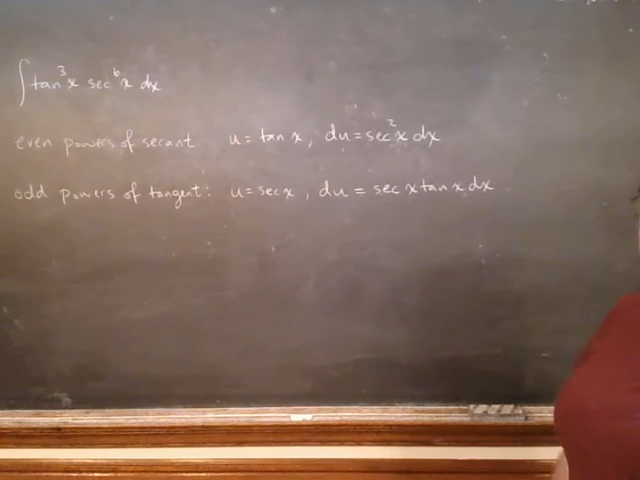 ∫ tan³x sec⁶x dx
even powers of secant u = tan x, du = sec²x dx
odd powers of tangent: u = sec x, du = sec x tan x dx